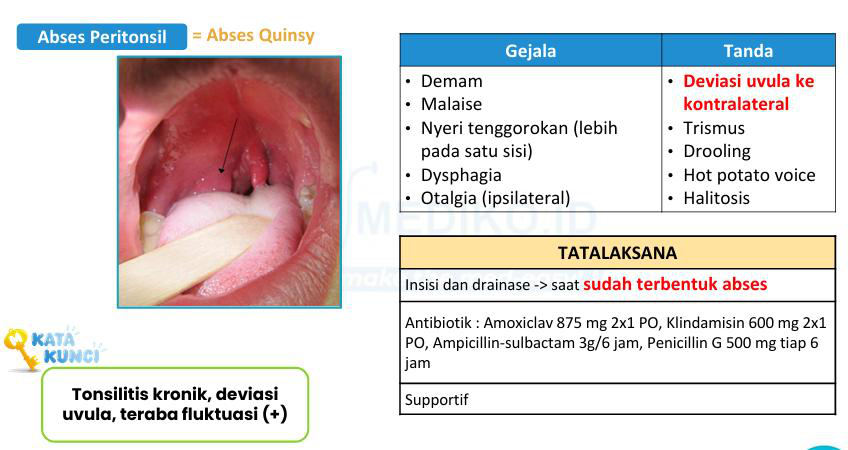 Abses Peritonsil = Abses Quinsy
Gejala
Tanda
• Demam
• Malaise
• Nyeri tenggorokan (lebih
pada satu sisi)
• Dysphagia
• Otalgia (ipsilateral)
• Deviasi uvula ke
kontralateral
• Trismus
• Drooling
• Hot potato voice
• Halitosis
MEDIKO.ID
TATALAKSANA
Insisi dan drainase -> saat sudah terbentuk abses
Antibiotik : Amoxiclav 875 mg 2x1 PO, Klindamisin 600 mg 2x1
PO, Ampicillin-sulbactam 3g/6 jam, Penicillin G 500 mg tiap 6
jam
Supportif
KATA
KUNCI
Tonsilitis kronik, deviasi
uvula, teraba fluktuasi (+)